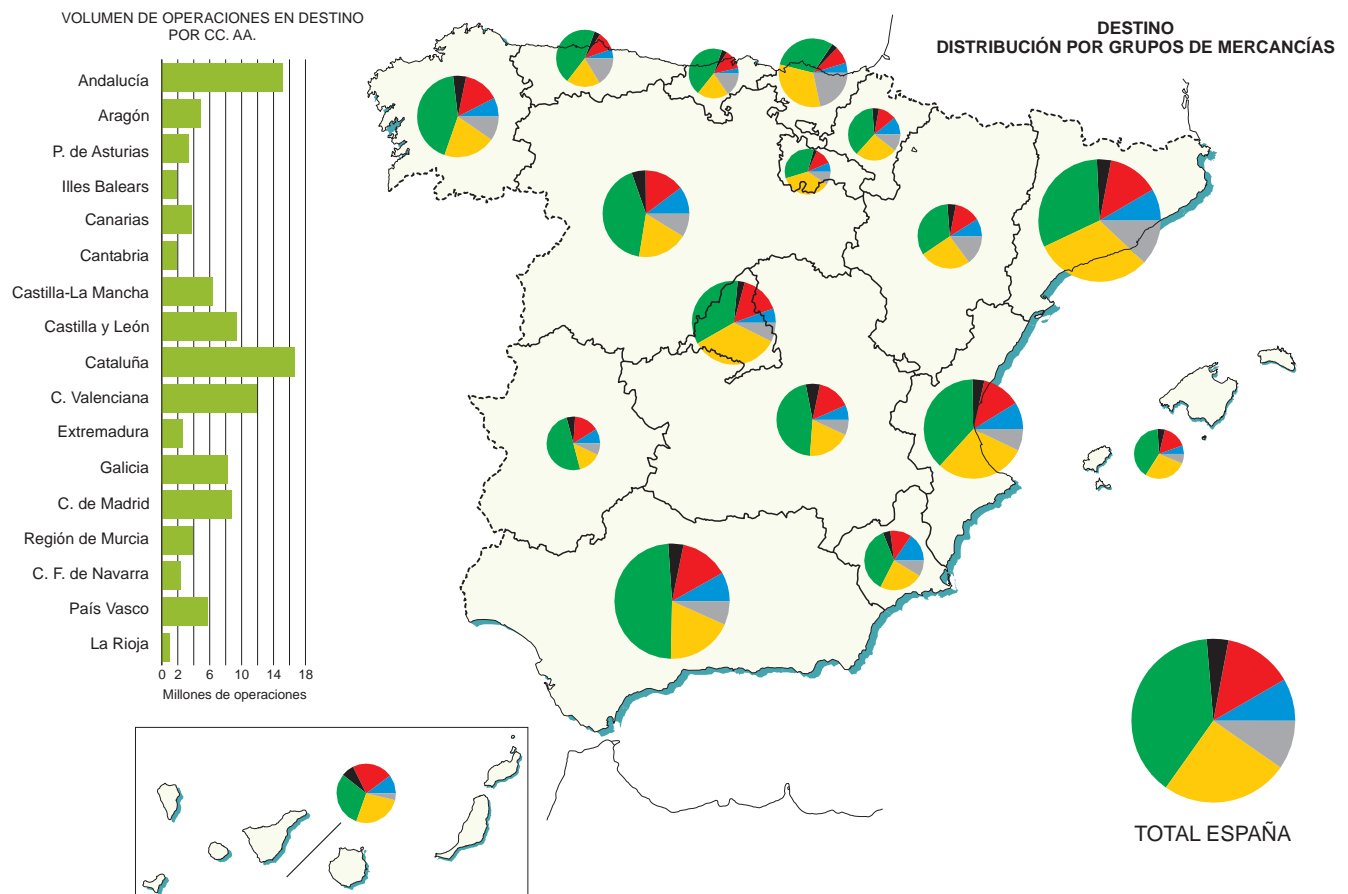 VOLUMEN DE OPERACIONES EN DESTINO
POR CC. AA.
Andalucía
Aragón
P. de Asturias
Illes Balears
Canarias
Cantabria
Castilla-La Mancha
Castilla y León
Cataluña
C. Valenciana
Extremadura
Galicia
C. de Madrid
Región de Murcia
C. F. de Navarra
País Vasco
La Rioja
0 2 6 10 14 18
Millones de operaciones
DESTINO
DISTRIBUCIÓN POR GRUPOS DE MERCANCÍAS
TOTAL ESPAÑA